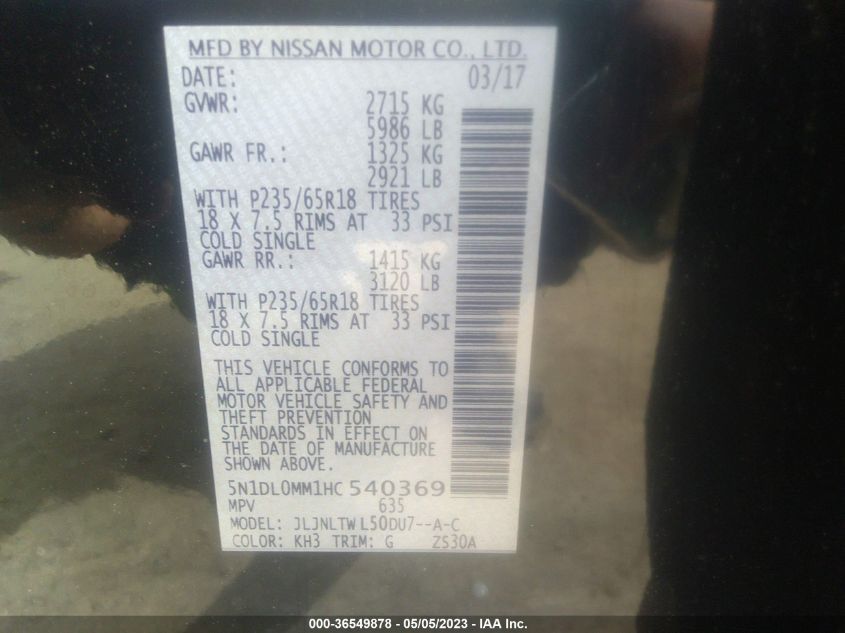 MFD BY NISSAN MOTOR CO., LTD.
DATE: 03/17
GVWR: 2715 KG
5986 LB
GAWR FR.: 1325 KG
2921 LB
WITH P235/65R18 TIRES
18 X 7.5 RIMS AT 33 PSI
COLD SINGLE
GAWR RR.: 1415 KG
3120 LB
WITH P235/65R18 TIRES
18 X 7.5 RIMS AT 33 PSI
COLD SINGLE
THIS VEHICLE CONFORMS TO
ALL APPLICABLE FEDERAL
MOTOR VEHICLE SAFETY AND
THEFT PREVENTION
STANDARDS IN EFFECT ON
THE DATE OF MANUFACTURE
SHOWN ABOVE.
5N1DL0MM1HC 540369
MPV 635
MODEL: JLJNLTW L50DU7--A-C
COLOR: KH3 TRIM: G ZS30A
000-36549878 - 05/05/2023 - IAA Inc.